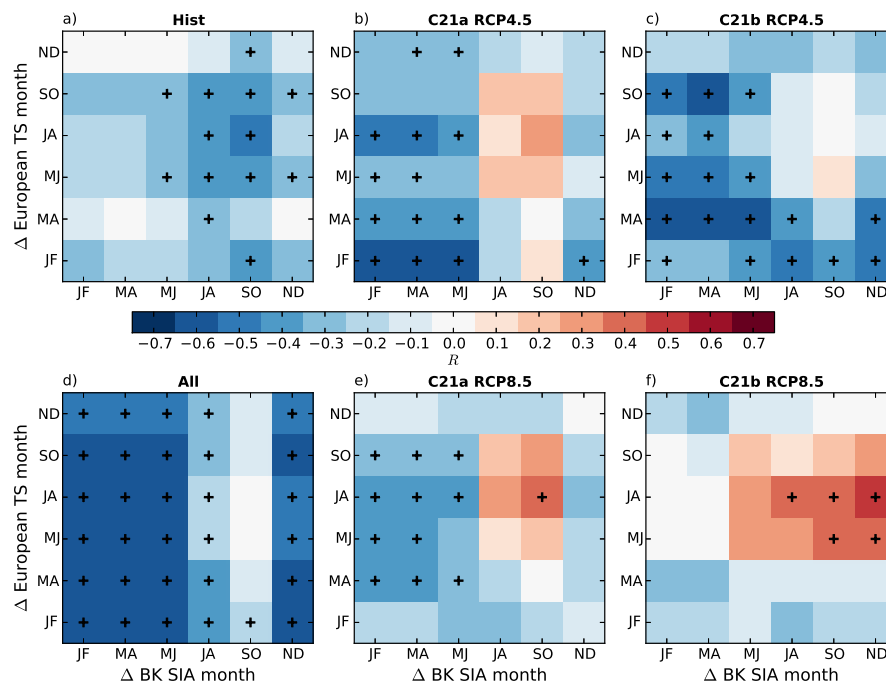 a) Hist
b) C21a RCP4.5
c) C21b RCP4.5
Δ European TS month
ND
SO
JA
MJ
MA
JF
JF MA MJ JA SO ND
JF MA MJ JA SO ND
JF MA MJ JA SO ND
−0.7 −0.6 −0.5 −0.4 −0.3 −0.2 −0.1 0.0 0.1 0.2 0.3 0.4 0.5 0.6 0.7
R
d) All
e) C21a RCP8.5
f) C21b RCP8.5
Δ European TS month
ND
SO
JA
MJ
MA
JF
JF MA MJ JA SO ND
JF MA MJ JA SO ND
JF MA MJ JA SO ND
Δ BK SIA month
Δ BK SIA month
Δ BK SIA month